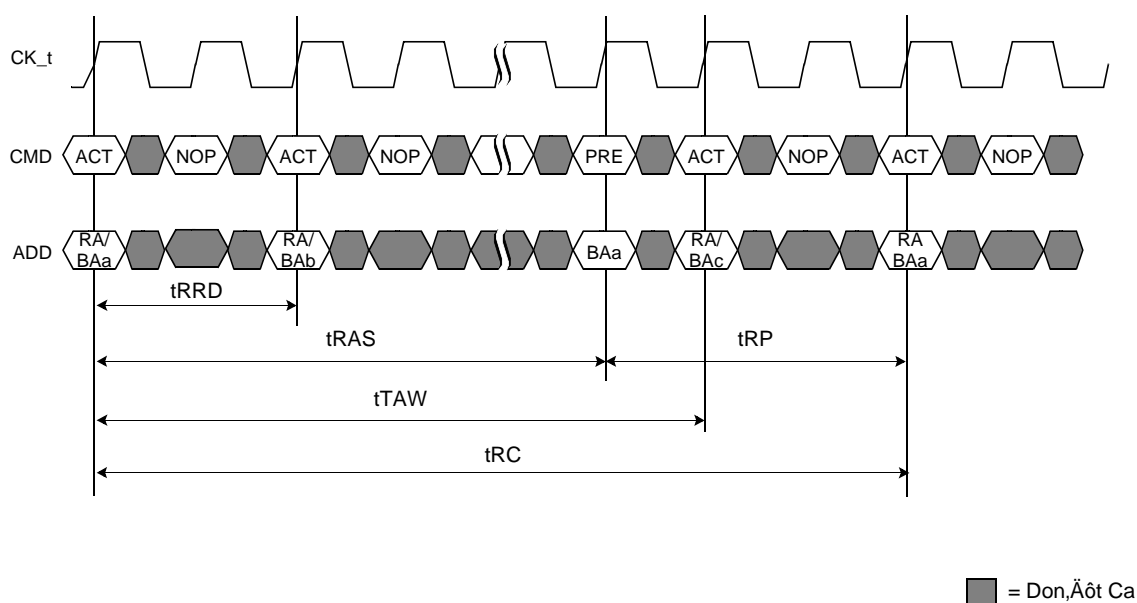 CK_t
CMD ACT NOP ACT NOP PRE ACT NOP ACT NOP
ADD RA/ BAa RA/ BAb BAa RA/ BAc RA BAa
tRRD
tRAS tRP
tTAW
tRC
= Don‚Äôt Ca